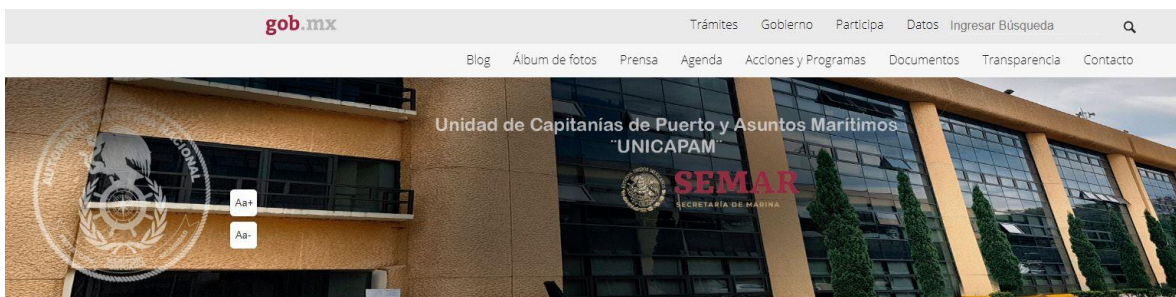 gob.mx
Trámites Gobierno Participa Datos Ingresar Búsqueda
Blog Álbum de fotos Prensa Agenda Acciones y Programas Documentos Transparencia Contacto
Unidad de Capitanías de Puerto y Asuntos Marítimos
¨UNICAPAM¨
SEMAR
SECRETARÍA DE MARINA
Aa+
Aa-